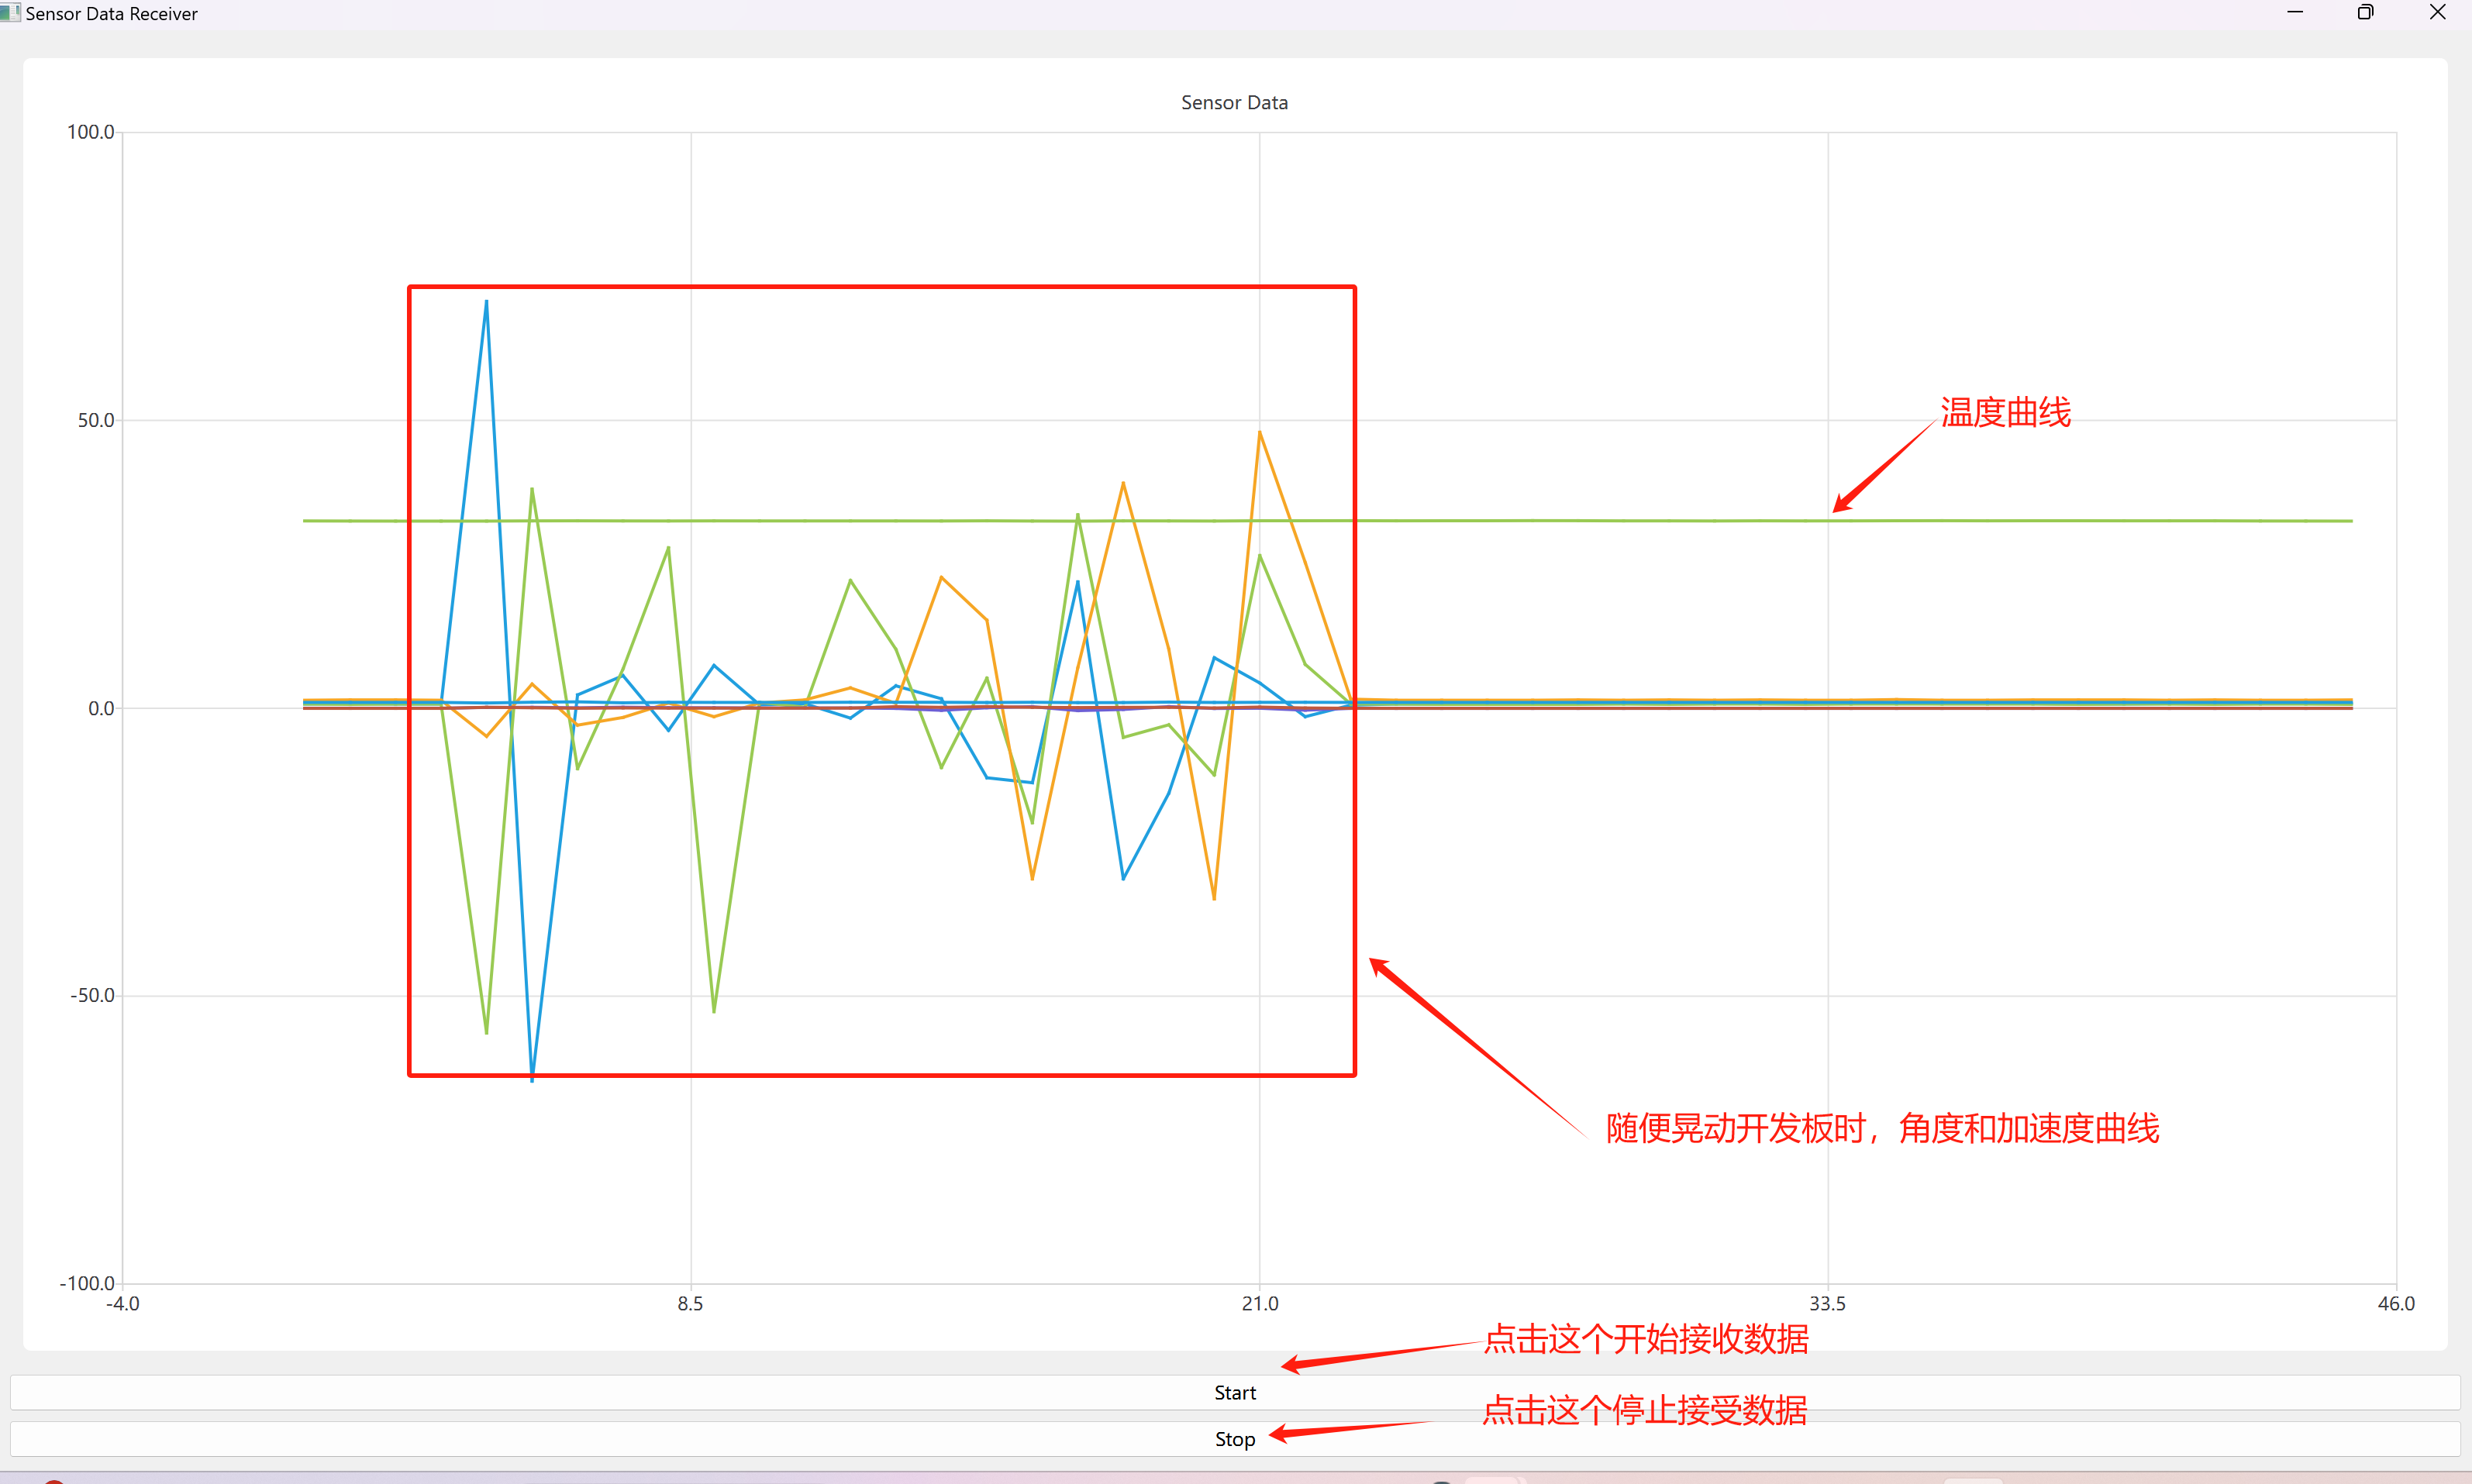 Sensor Data Receiver
Sensor Data
100.0
50.0
0.0
-50.0
-100.0
-4.0
8.5
21.0
33.5
46.0
温度曲线
随便晃动开发板时，角度和加速度曲线
点击这个开始接收数据
Start
点击这个停止接受数据
Stop